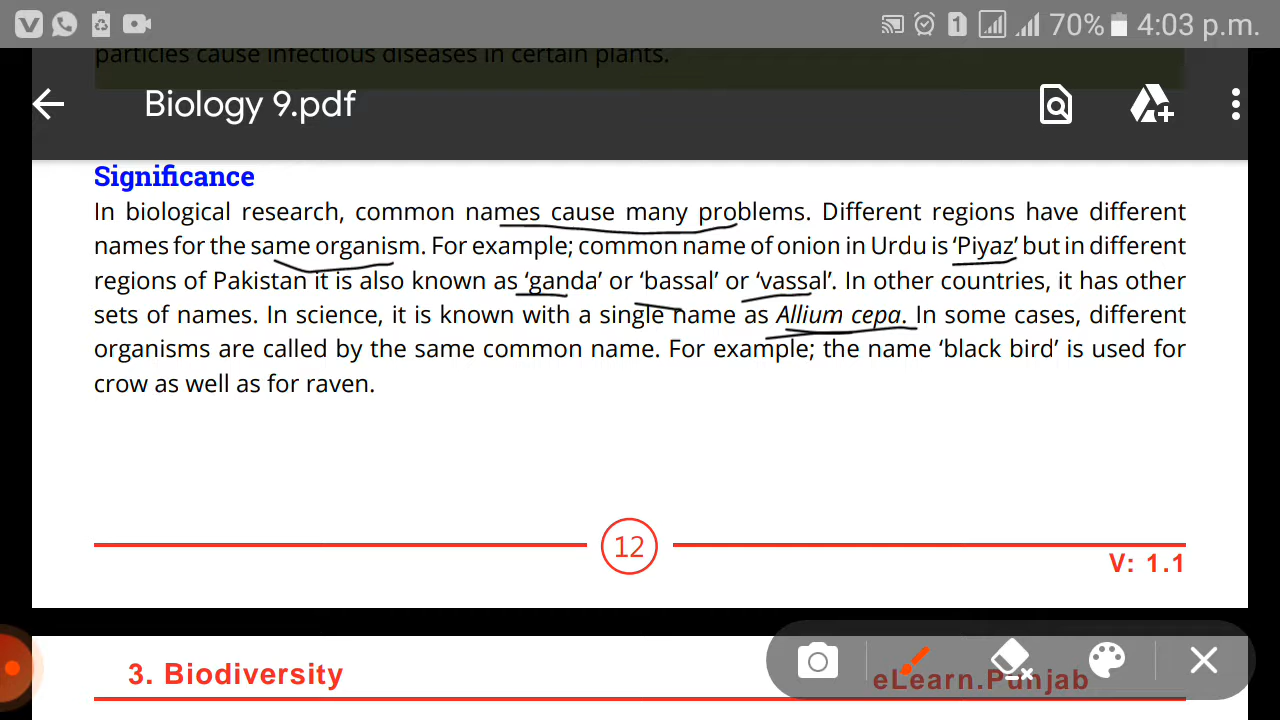 70% 4:03 p.m.
particles cause infectious diseases in certain plants.
Biology 9.pdf
Significance
In biological research, common names cause many problems. Different regions have different
names for the same organism. For example; common name of onion in Urdu is ‘Piyaz’ but in different
regions of Pakistan it is also known as ‘ganda’ or ‘bassal’ or ‘vassal’. In other countries, it has other
sets of names. In science, it is known with a single name as Allium cepa. In some cases, different
organisms are called by the same common name. For example; the name ‘black bird’ is used for
crow as well as for raven.
12
V: 1.1
3. Biodiversity
eLearn.Punjab